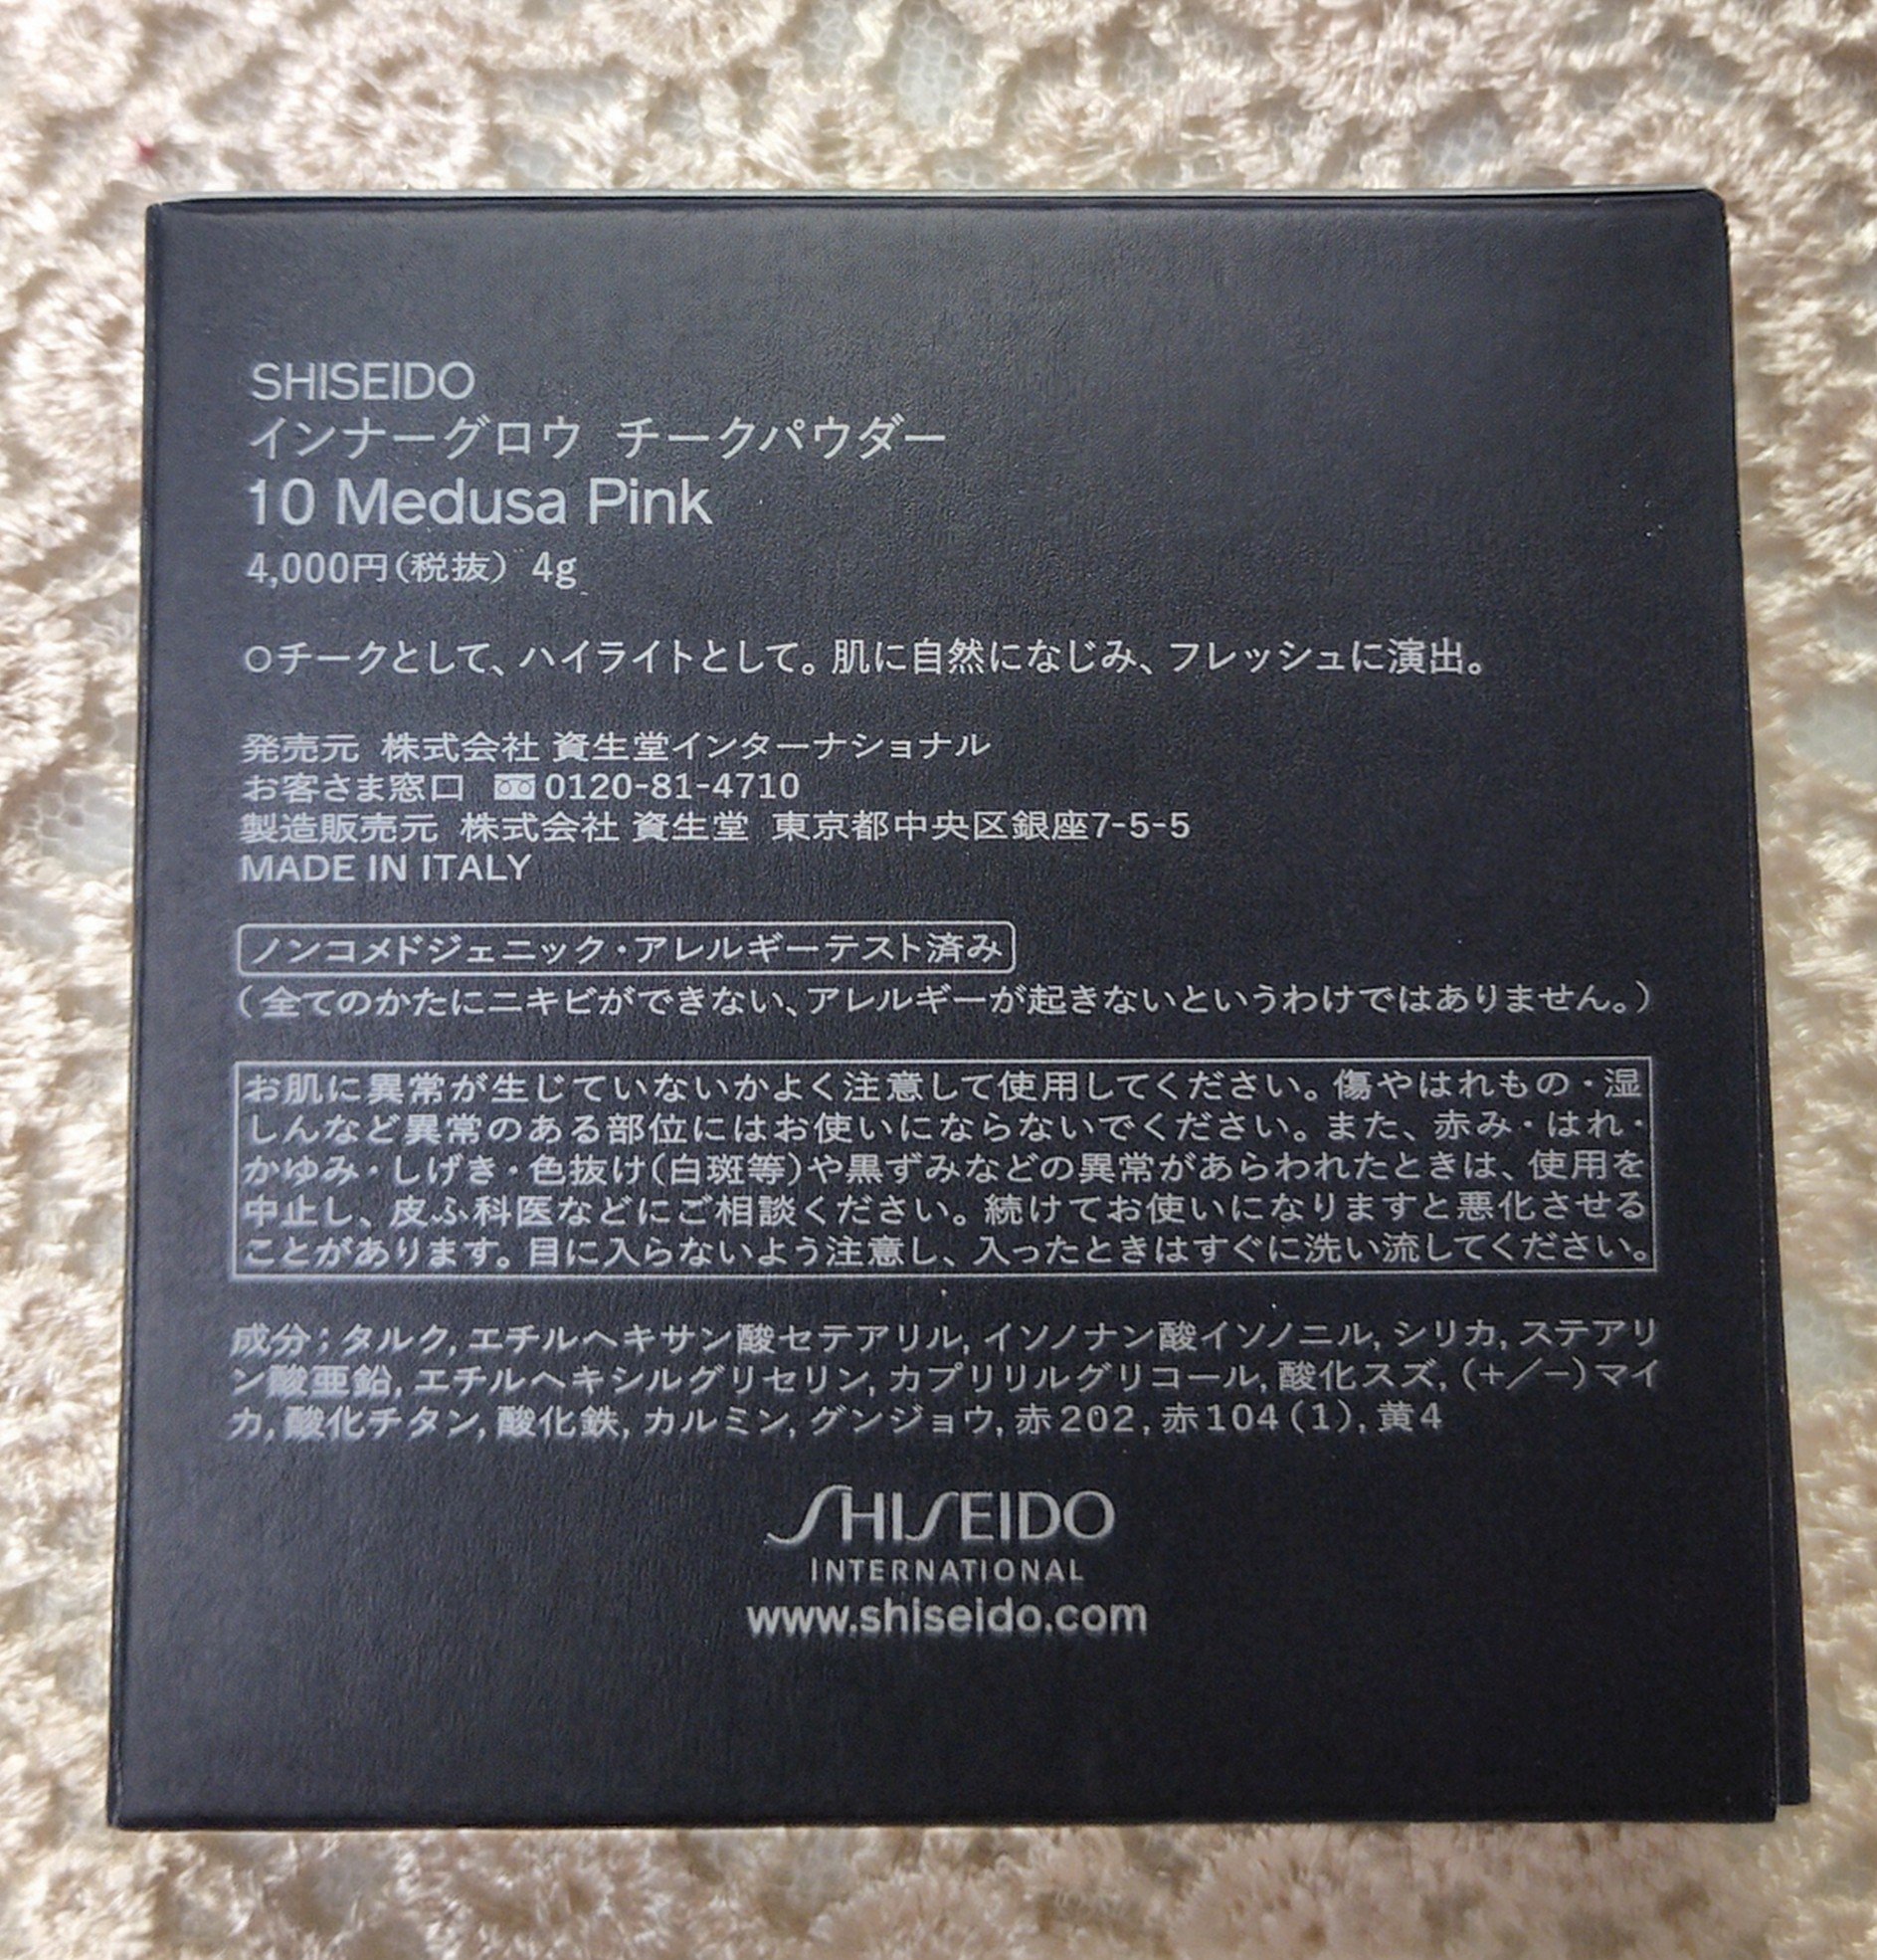 SHISEIDO
インナーグロウ チークパウダー
10 Medusa Pink
4,000円(税抜) 4g
○チークとして、ハイライトとして。肌に自然になじみ、フレッシュに演出。
発売元 株式会社 資生堂インターナショナル
お客さま窓口 0120-81-4710
製造販売元 株式会社 資生堂 東京都中央区銀座7-5-5
MADE IN ITALY
ノンコメドジェニック・アレルギーテスト済み
(全てのかたにニキビができない、アレルギーが起きないというわけではありません。)
お肌に異常が生じていないかよく注意して使用してください。傷やはれもの・湿
しんなど異常のある部位にはお使いにならないでください。また、赤み・はれ・
かゆみ・しげき・色抜け(白斑等)や黒ずみなどの異常があらわれたときは、使用を
中止し、皮ふ科医などにご相談ください。続けてお使いになりますと悪化させる
ことがあります。目に入らないよう注意し、入ったときはすぐに洗い流してください。
成分;タルク,エチルヘキサン酸セテアリル,イソノナン酸イソノニル,シリカ,ステアリ
ン酸亜鉛,エチルヘキシルグリセリン,カプリリルグリコール,酸化スズ,(+/−)マイ
カ,酸化チタン,酸化鉄,カルミン,グンジョウ,赤202,赤104(1),黄4
SHISEIDO
INTERNATIONAL
www.shiseido.com